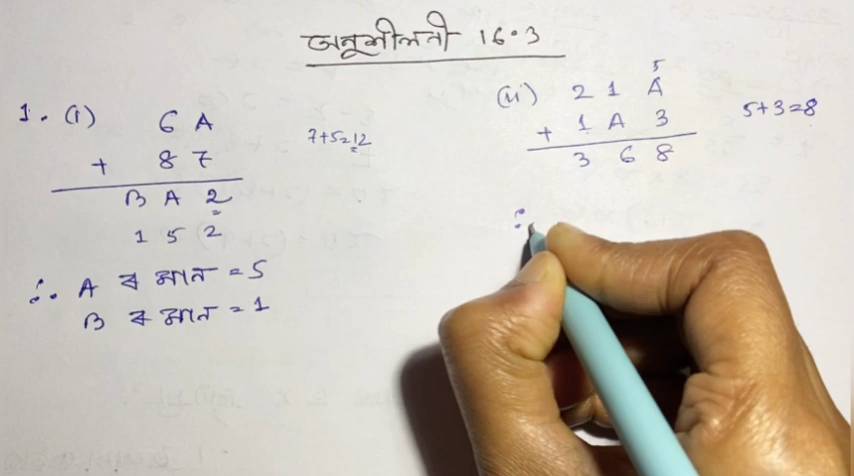 অনুশীলনী 16.3
1. (i) 6 A
+ 8 7
B A 2
1 5 2
7+5=12
∴ A ৰ মান = 5
B ৰ মান = 1
(ii) 2 1 A
5
+ 1 A 3
3 6 8
5+3=8
∴